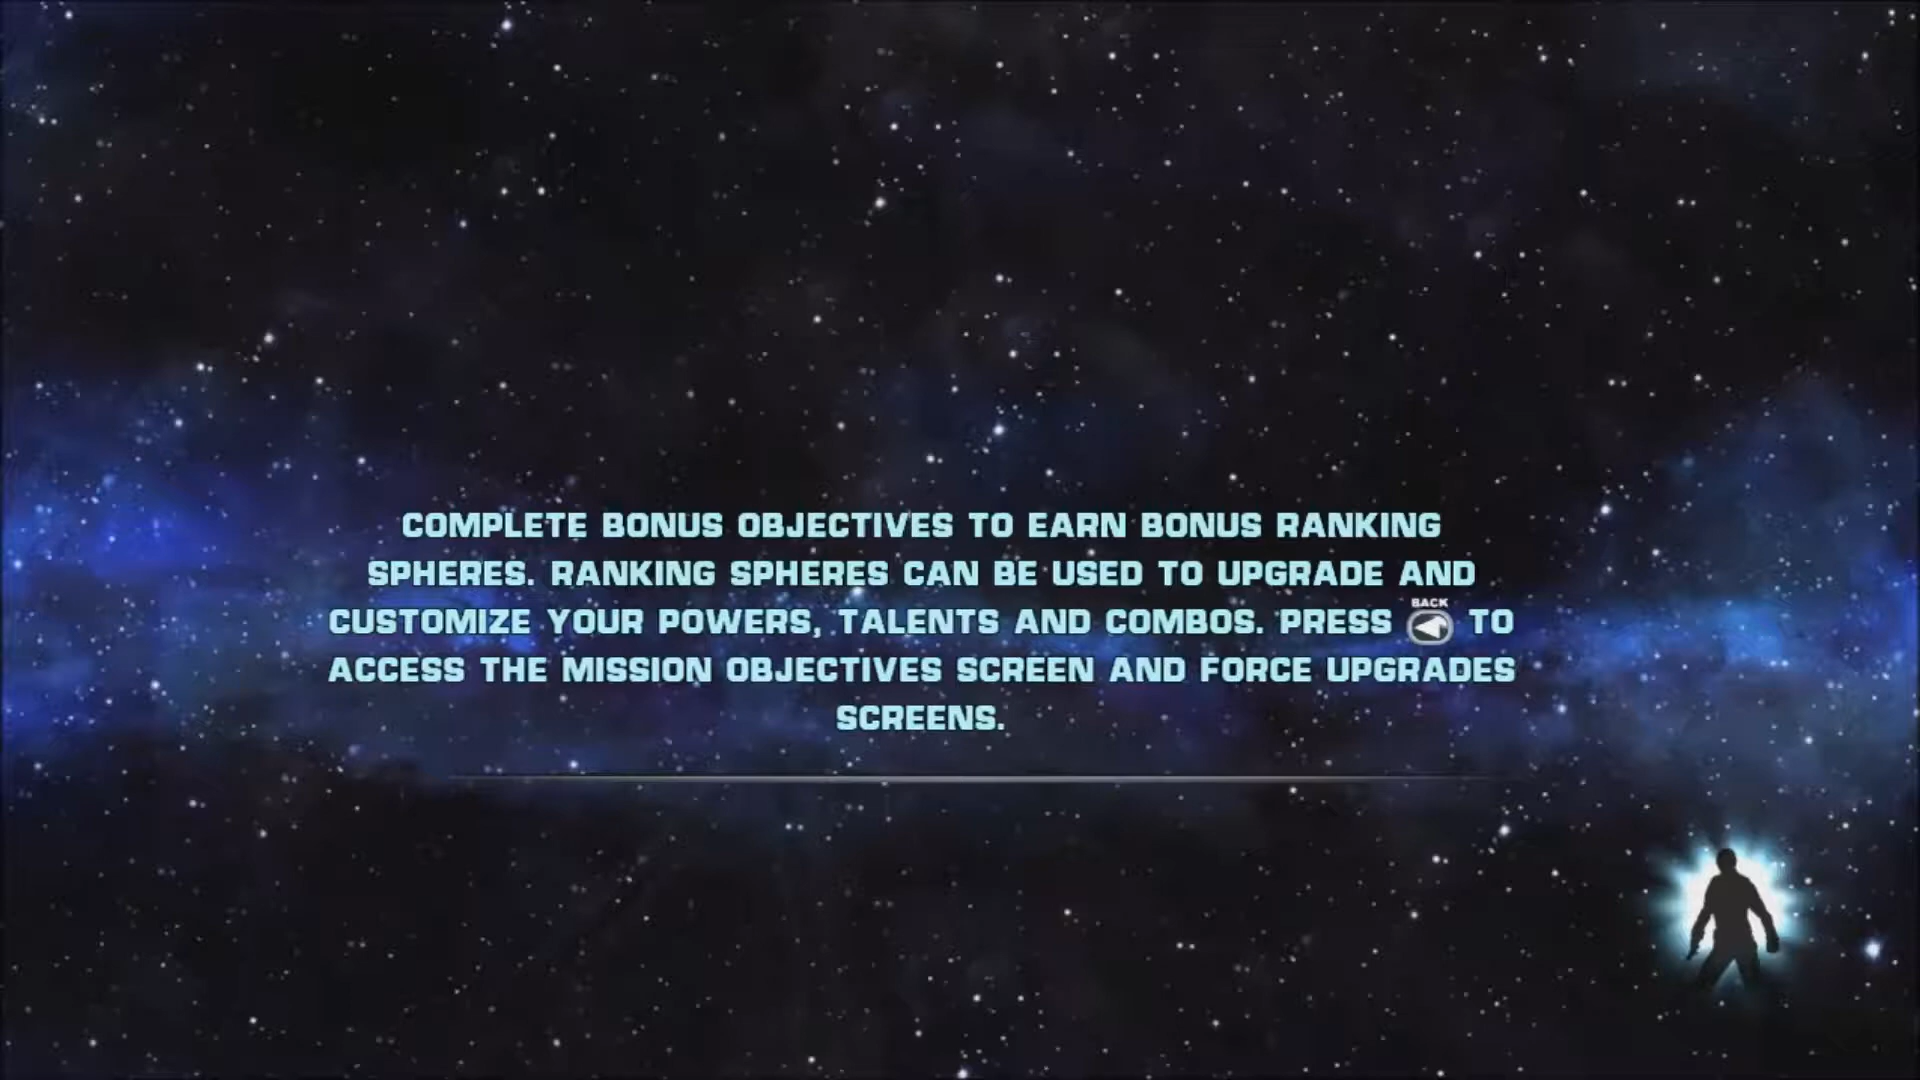 COMPLETE BONUS OBJECTIVES TO EARN BONUS RANKING
SPHERES. RANKING SPHERES CAN BE USED TO UPGRADE AND
CUSTOMIZE YOUR POWERS, TALENTS AND COMBOS. PRESS BACK TO
ACCESS THE MISSION OBJECTIVES SCREEN AND FORCE UPGRADES
SCREENS.